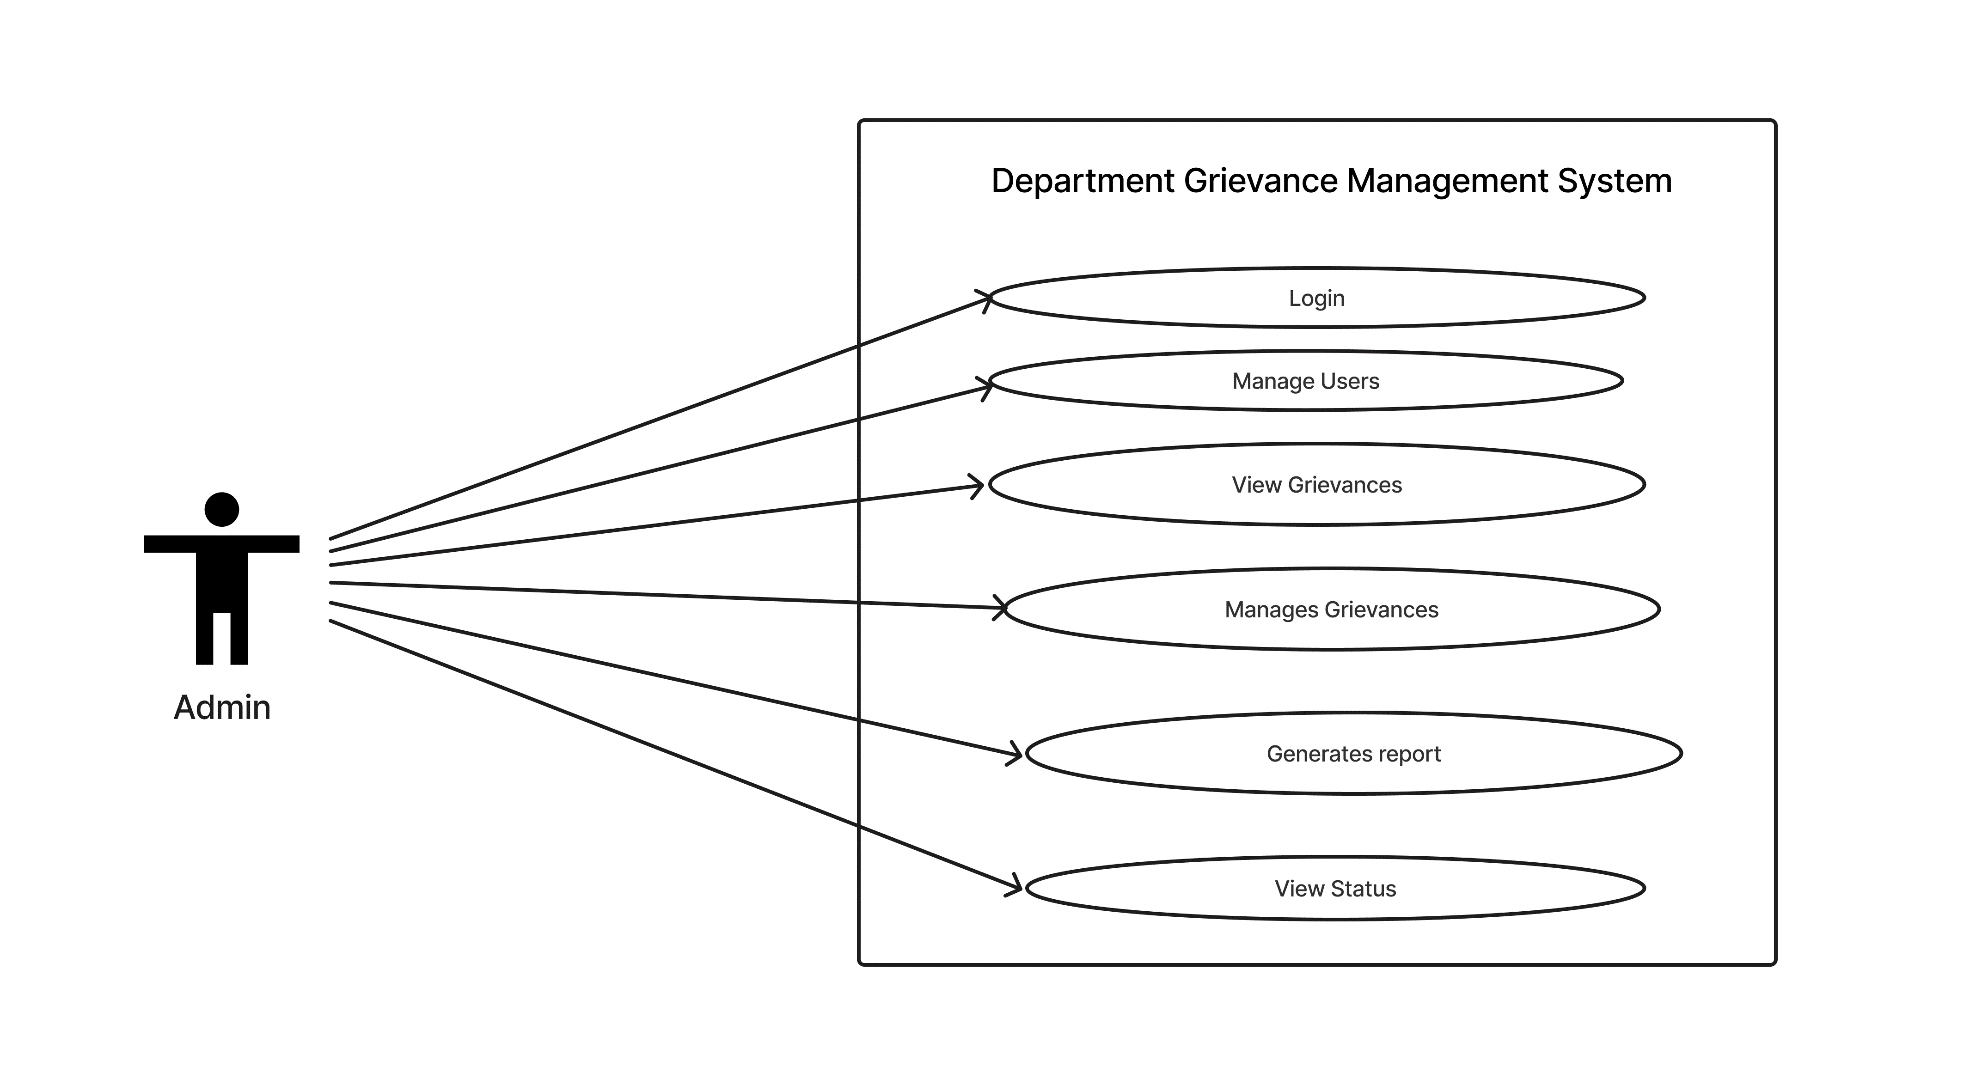 Department Grievance Management System
Login
Manage Users
View Grievances
Manages Grievances
Generates report
View Status
Admin